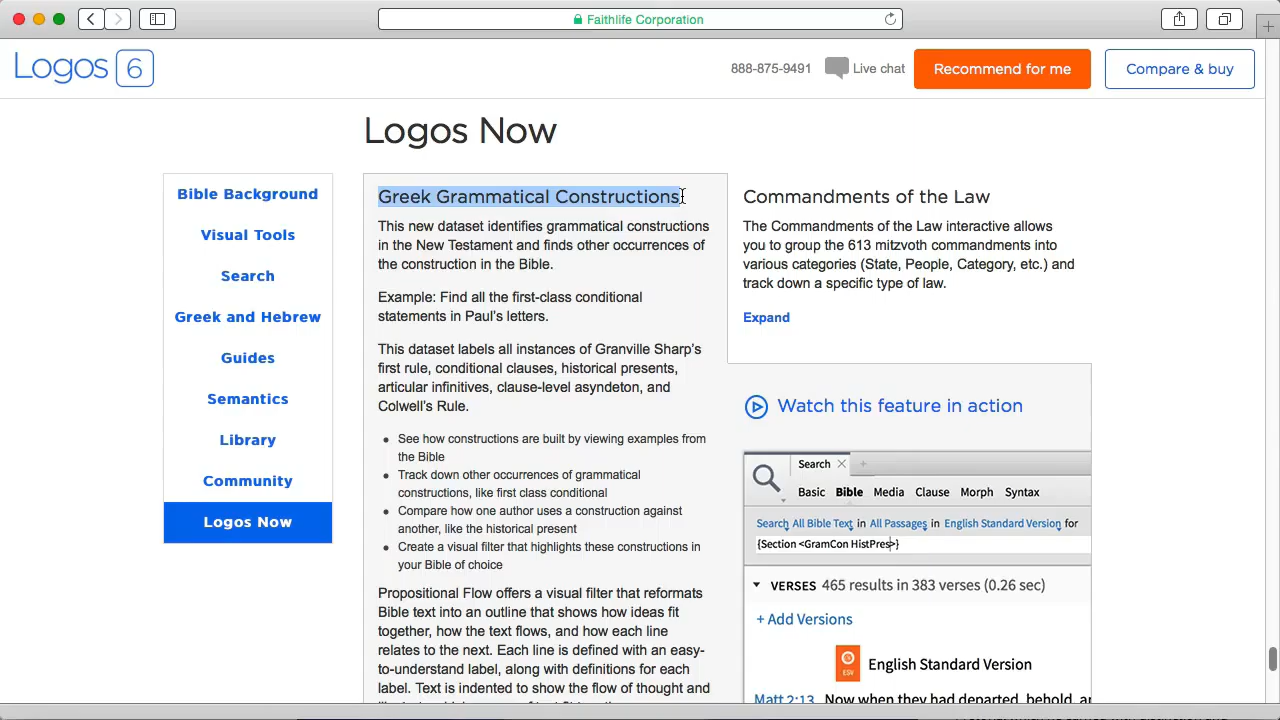 Faithlife Corporation
Logos 6
888-875-9491
Live chat
Recommend for me
Compare & buy
Logos Now
Bible Background
Visual Tools
Search
Greek and Hebrew
Guides
Semantics
Library
Community
Logos Now
Greek Grammatical Constructions
This new dataset identifies grammatical constructions
in the New Testament and finds other occurrences of
the construction in the Bible.
Example: Find all the first-class conditional
statements in Paul's letters.
This dataset labels all instances of Granville Sharp's
first rule, conditional clauses, historical presents,
articular infinitives, clause-level asyndeton, and
Colwell's Rule.
• See how constructions are built by viewing examples from
the Bible
• Track down other occurrences of grammatical
constructions, like first class conditional
• Compare how one author uses a construction against
another, like the historical present
• Create a visual filter that highlights these constructions in
your Bible of choice
Propositional Flow offers a visual filter that reformats
Bible text into an outline that shows how ideas fit
together, how the text flows, and how each line
relates to the next. Each line is defined with an easy-
to-understand label, along with definitions for each
label. Text is indented to show the flow of thought and
Commandments of the Law
The Commandments of the Law interactive allows
you to group the 613 mitzvoth commandments into
various categories (State, People, Category, etc.) and
track down a specific type of law.
Expand
Watch this feature in action
Search
Basic Bible Media Clause Morph Syntax
Search All Bible Text in All Passages in English Standard Version for
{Section <GramCon HistPres>}
VERSES 465 results in 383 verses (0.26 sec)
+ Add Versions
ESV
English Standard Version
Matt 2:13 Now when they had departed, behold, an